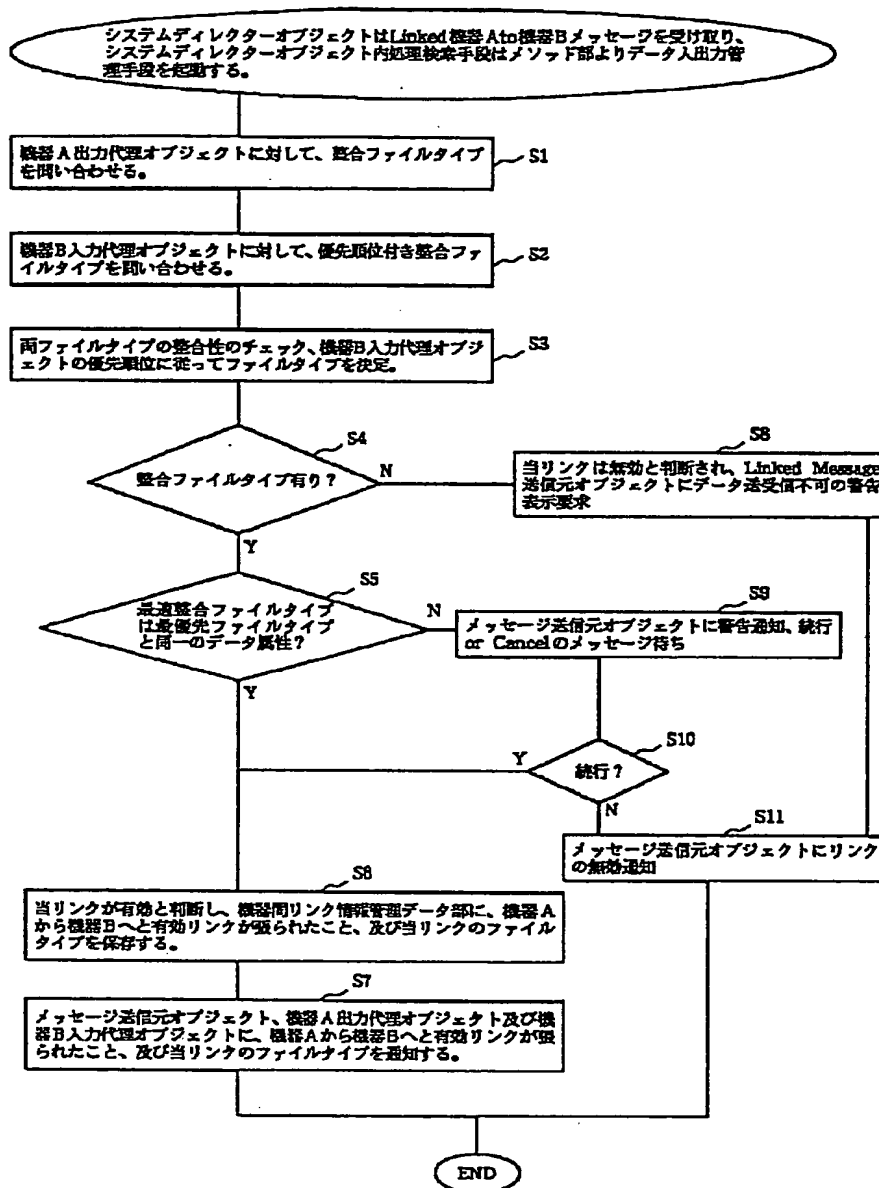 システムディレクターオブジェクトはLinked機器Ato機器Bメッセージを受け取り、
システムディレクターオブジェクト内処理検索手段はメソッド部よりデータ入出力管
理手段を起動する。
機器A出力代理オブジェクトに対して、整合ファイルタイプ
を問い合わせる。
S1
機器B入力代理オブジェクトに対して、優先順位付き整合ファ
イルタイプを問い合わせる。
S2
両ファイルタイプの整合性のチェック、機器B入力代理オブジ
ェクトの優先順位に従ってファイルタイプを決定。
S3
S4
整合ファイルタイプ有り?
N
Y
S8
当リンクは無効と判断され、Linked Message
送信元オブジェクトにデータ送受信不可の警告
表示要求
S5
最適整合ファイルタイプ
は最優先ファイルタイプ
と同一のデータ属性?
N
Y
S9
メッセージ送信元オブジェクトに警告通知、続行
or Cancelのメッセージ待ち
S10
続行?
Y
N
S11
メッセージ送信元オブジェクトにリンク
の無効通知
S6
当リンクが有効と判断し、機器間リンク情報管理データ部に、機器A
から機器Bへと有効リンクが張られたこと、及び当リンクのファイル
タイプを保存する。
S7
メッセージ送信元オブジェクト、機器A出力代理オブジェクト及び機
器B入力代理オブジェクトに、機器Aから機器Bへと有効リンクが張
られたこと、及び当リンクのファイルタイプを通知する。
END